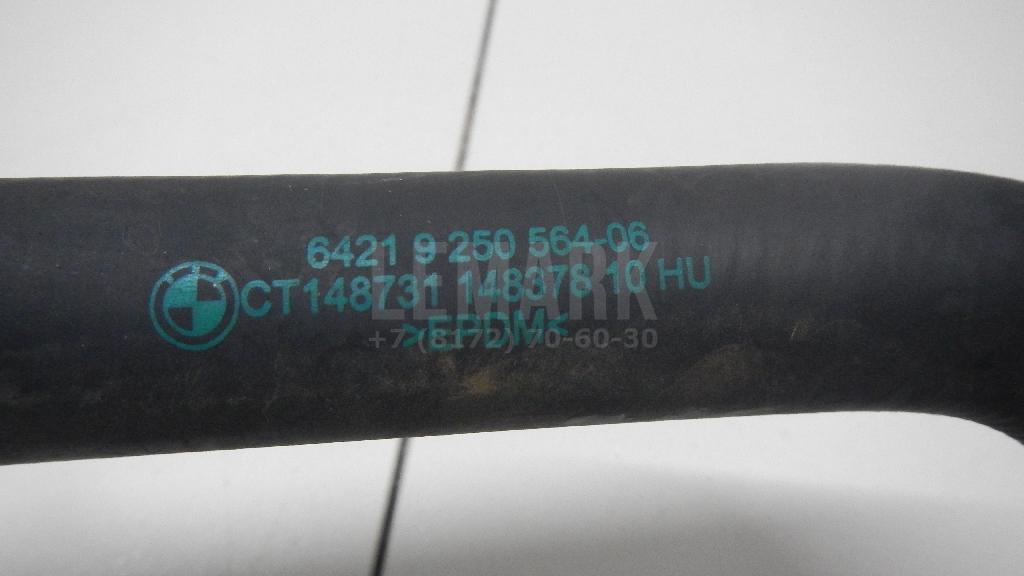 6421 9 250 564-06
CT148731 148378 10 HU
>EPDM<
LEMARK
+7 (8172) 70-60-30